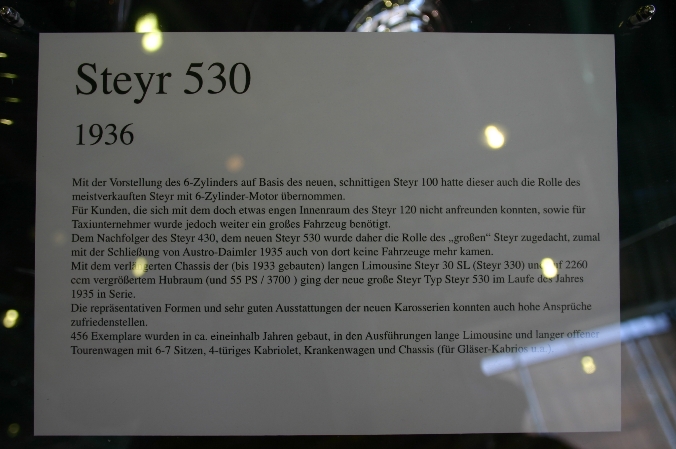 Steyr 530
1936
Mit der Vorstellung des 6-Zylinders auf Basis des neuen, schnittigen Steyr 100 hatte dieser auch die Rolle des
meistverkauften Steyr mit 6-Zylinder-Motor übernommen.
Für Kunden, die sich mit dem doch etwas engen Innenraum des Steyr 120 nicht anfreunden konnten, sowie für
Taxiunternehmer wurde jedoch weiter ein großes Fahrzeug benötigt.
Dem Nachfolger des Steyr 430, dem neuen Steyr 530 wurde daher die Rolle des „großen“ Steyr zugedacht, zumal
mit der Schließung von Austro-Daimler 1935 auch von dort keine Fahrzeuge mehr kamen.
Mit dem verlängerten Chassis der (bis 1933 gebauten) langen Limousine Steyr 30 SL (Steyr 330) und auf 2260
ccm vergrößertem Hubraum (und 55 PS / 3700 ) ging der neue große Steyr Typ Steyr 530 im Laufe des Jahres
1935 in Serie.
Die repräsentativen Formen und sehr guten Ausstattungen der neuen Karosserien konnten auch hohe Ansprüche
zufriedenstellen.
456 Exemplare wurden in ca. eineinhalb Jahren gebaut, in den Ausführungen lange Limousine und langer offener
Tourenwagen mit 6-7 Sitzen, 4-türiges Kabriolett, Krankenwagen und Chassis (für Gläser-Kabrios u.a.).